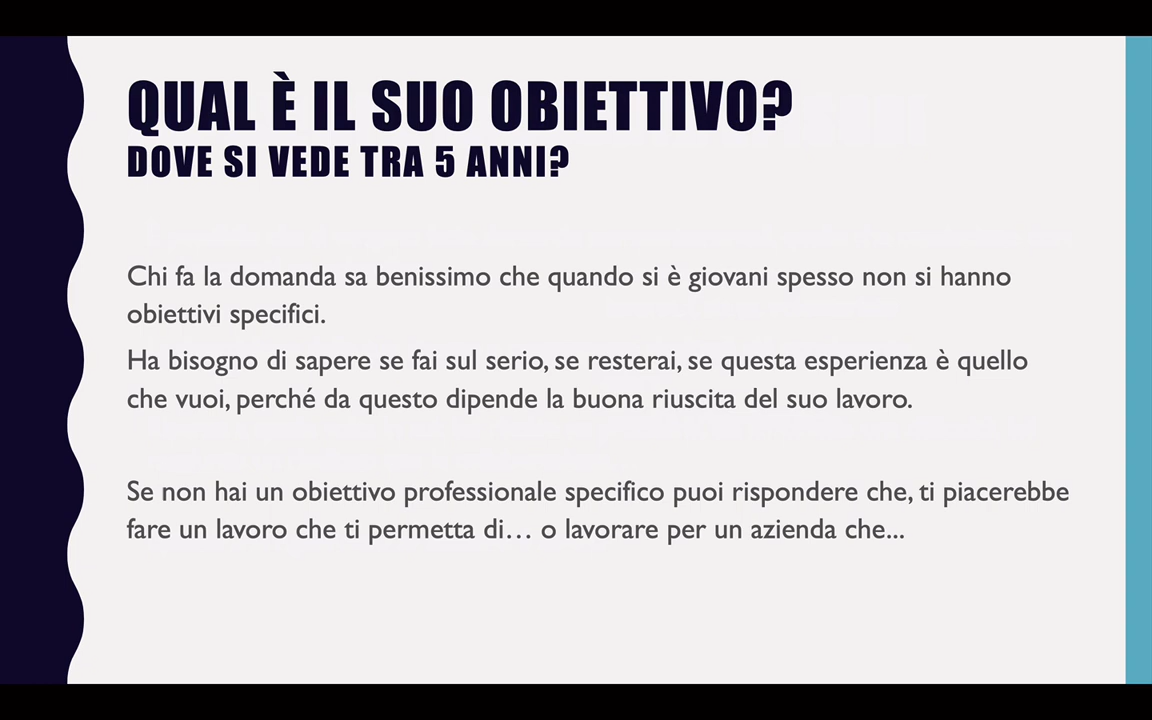 QUAL È IL SUO OBIETTIVO?
DOVE SI VEDE TRA 5 ANNI?
Chi fa la domanda sa benissimo che quando si è giovani spesso non si hanno
obiettivi specifici.
Ha bisogno di sapere se fai sul serio, se resterai, se questa esperienza è quello
che vuoi, perché da questo dipende la buona riuscita del suo lavoro.
Se non hai un obiettivo professionale specifico puoi rispondere che, ti piacerebbe
fare un lavoro che ti permetta di… o lavorare per un azienda che...